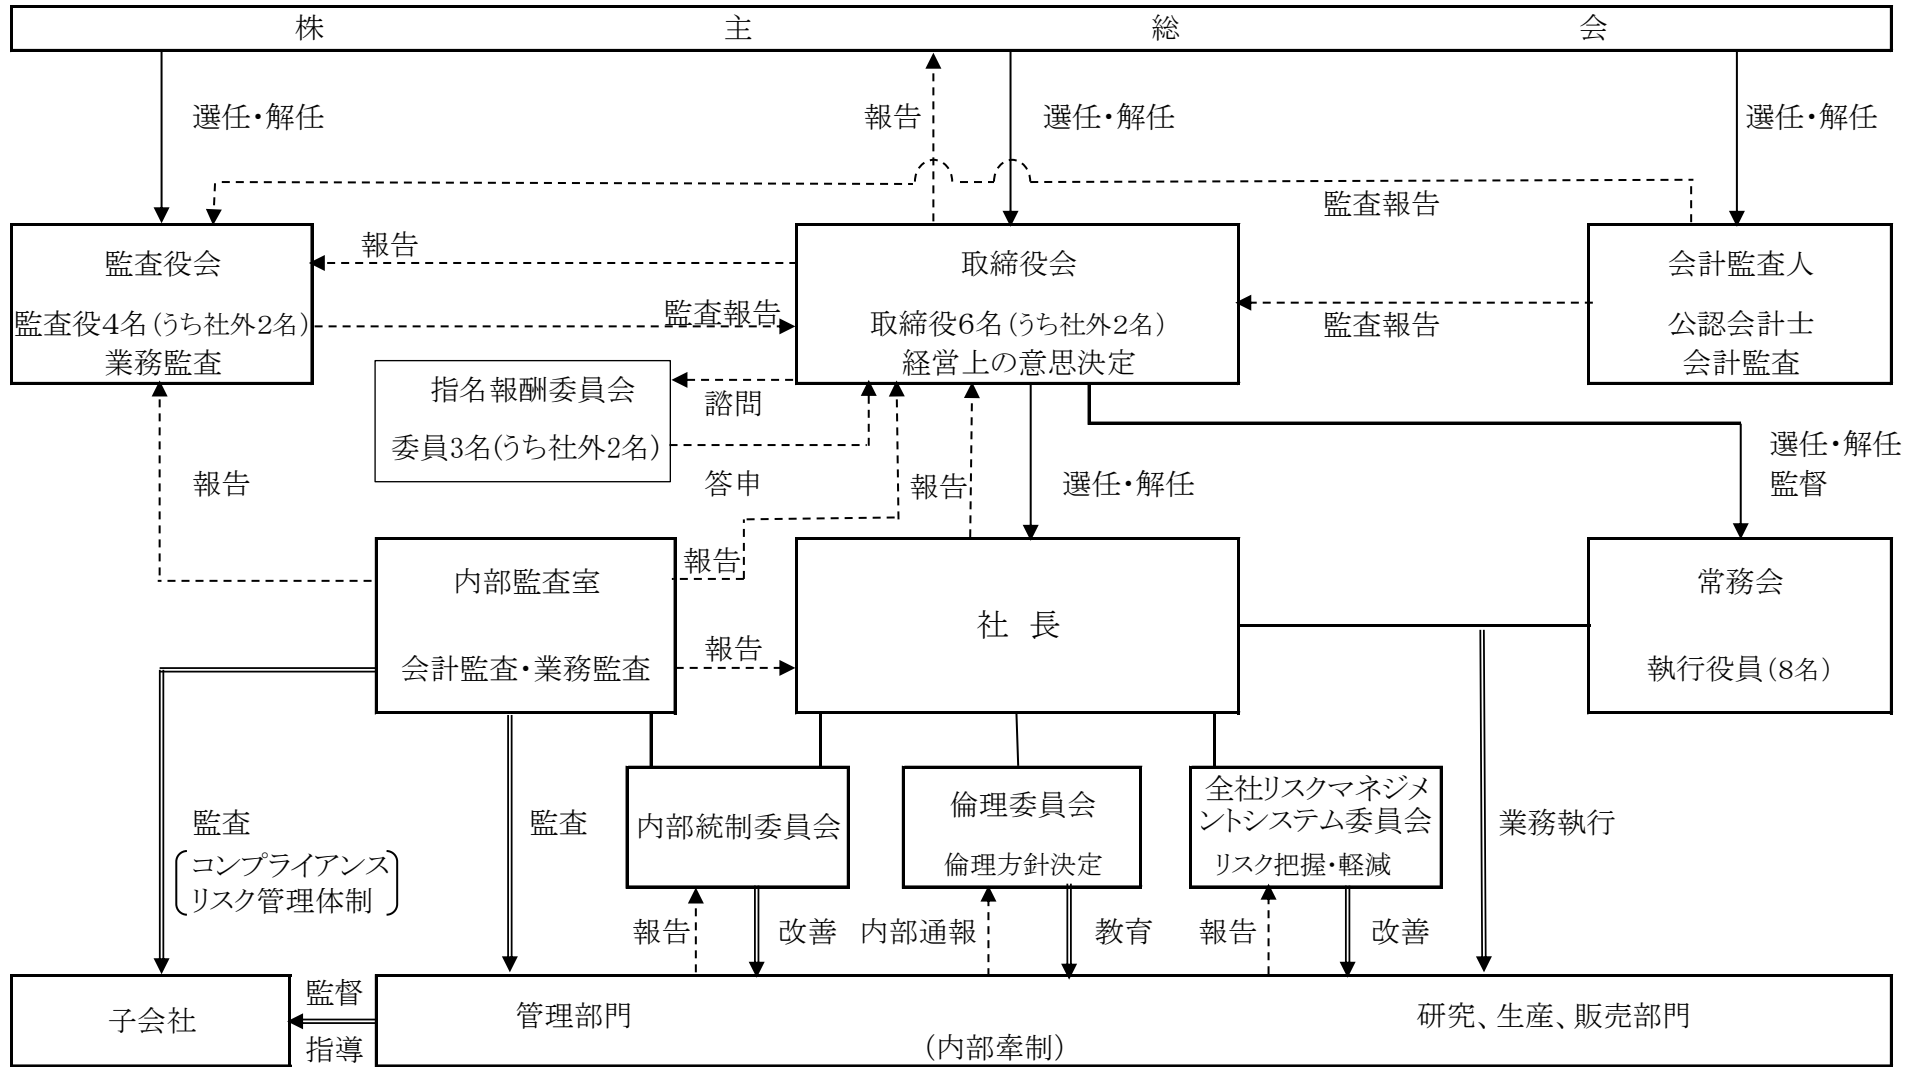 株主総会
選任・解任
報告
選任・解任
選任・解任
監査報告
監査役会
監査役4名(うち社外2名)
業務監査
報告
監査報告
取締役会
取締役6名(うち社外2名)
経営上の意思決定
監査報告
会計監査人
公認会計士
会計監査
指名報酬委員会
委員3名(うち社外2名)
諮問
答申
報告
報告
選任・解任
選任・解任
監督
内部監査室
会計監査・業務監査
報告
報告
社長
常務会
執行役員(8名)
監査
コンプライアンス
リスク管理体制
監査
内部統制委員会
倫理委員会
倫理方針決定
全社リスクマネジメ
ントシステム委員会
リスク把握・軽減
業務執行
報告
改善
内部通報
教育
報告
改善
子会社
監督
指導
管理部門
研究、生産、販売部門
(内部牽制)